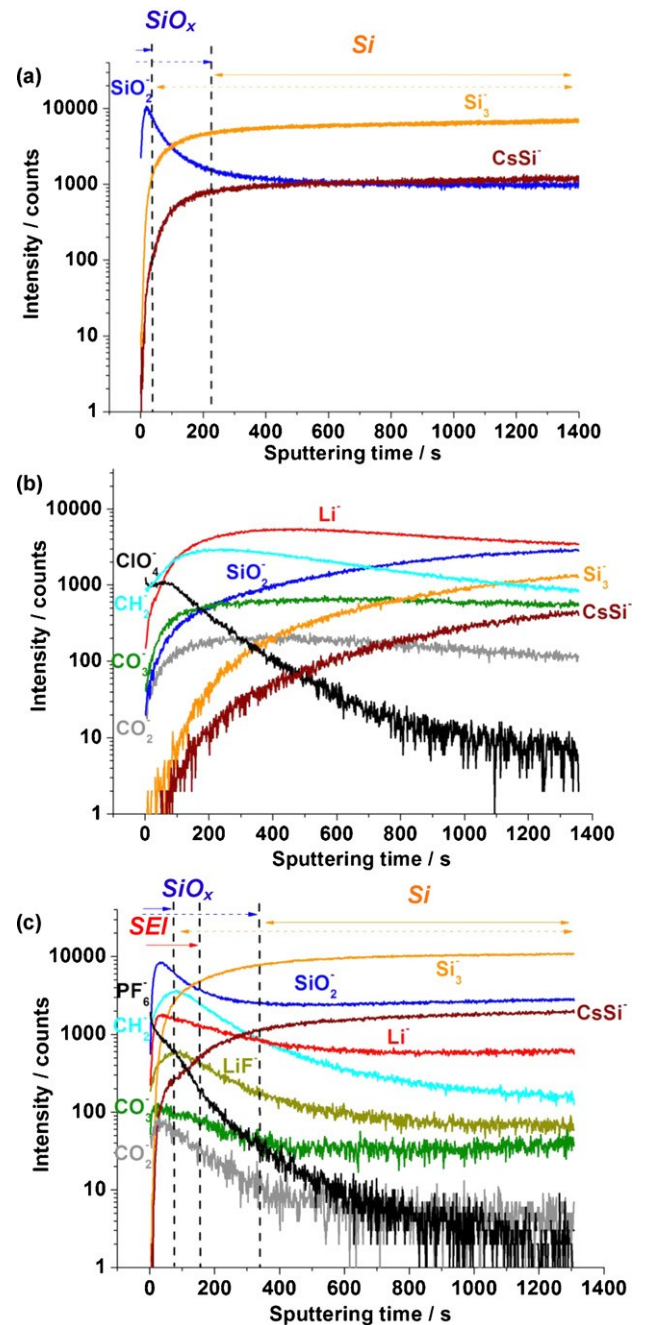 SiOₓ
Si
(a)
SiO₂⁻
Si₃⁻
CsSi⁻
Intensity / counts
10000
1000
100
10
1
0 200 400 600 800 1000 1200 1400
Sputtering time / s
(b)
Li⁻
ClO₄⁻
CH₂⁻
SiO₂⁻
Si₃⁻
CsSi⁻
CO₃⁻
CO₂⁻
Intensity / counts
10000
1000
100
10
1
0 200 400 600 800 1000 1200 1400
Sputtering time / s
(c)
SiOₓ
Si
SEI
PF₆⁻
SiO₂⁻
Si₃⁻
CsSi⁻
CH₂⁻
Li⁻
LiF⁻
CO₃⁻
CO₂⁻
Intensity / counts
10000
1000
100
10
1
0 200 400 600 800 1000 1200 1400
Sputtering time / s